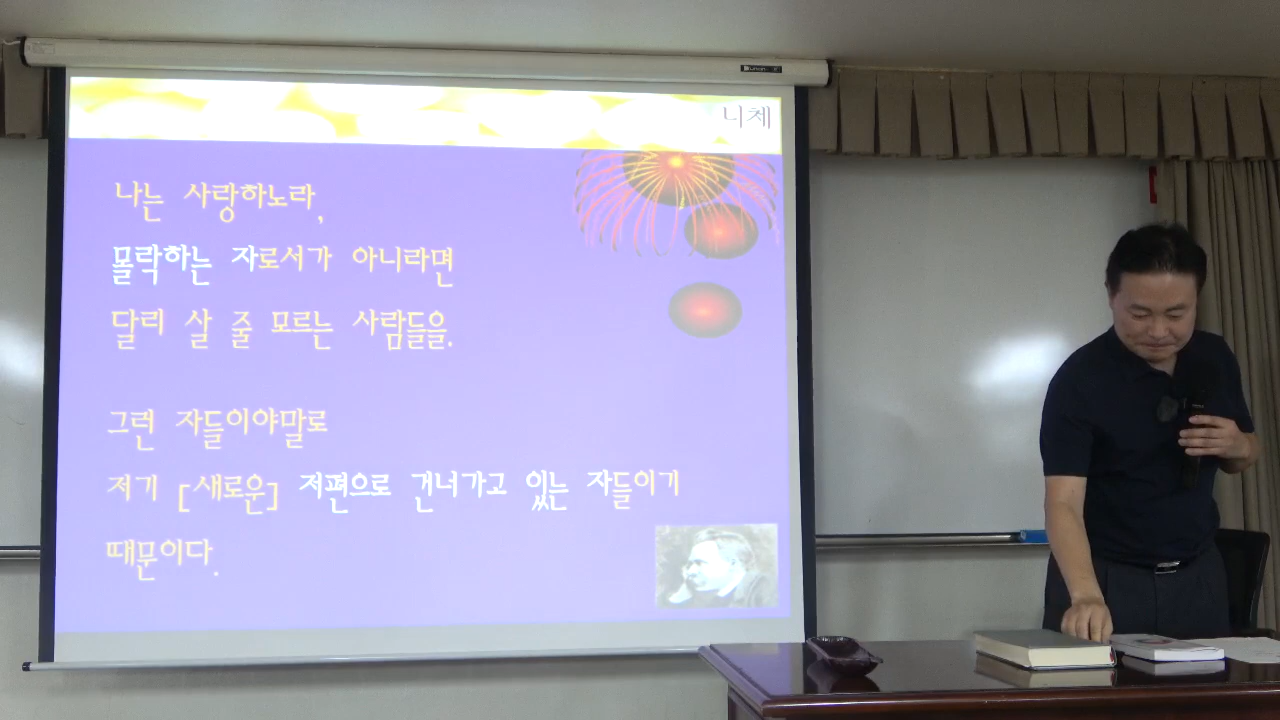 니체
나는 사랑하노라,
몰락하는 자로서가 아니라면
달리 살 줄 모르는 사람들을.
그런 자들이야말로
저기 [새로운] 저편으로 건너가고 있는 자들이기
때문이다.